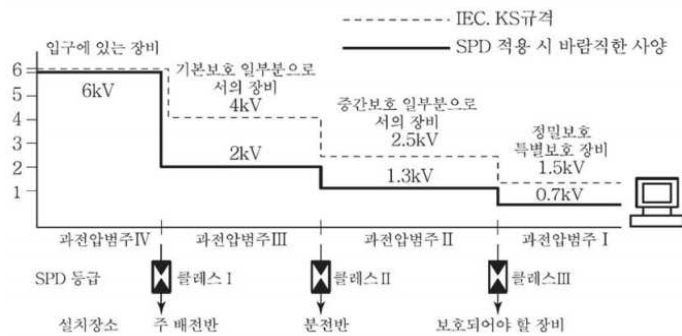 IEC. KS규격
SPD 적용 시 바람직한 사양
입구에 있는 장비
기본보호 일부분으로
서의 장비
중간보호 일부분으로
서의 장비
정밀보호
특별보호 장비
6
5
4
3
2
1
6kV
4kV
2kV
2.5kV
1.3kV
1.5kV
0.7kV
과전압범주Ⅳ
과전압범주Ⅲ
과전압범주Ⅱ
과전압범주Ⅰ
SPD 등급
클레스Ⅰ
클레스Ⅱ
클레스Ⅲ
설치장소
주 배전반
분전반
보호되어야 할 장비